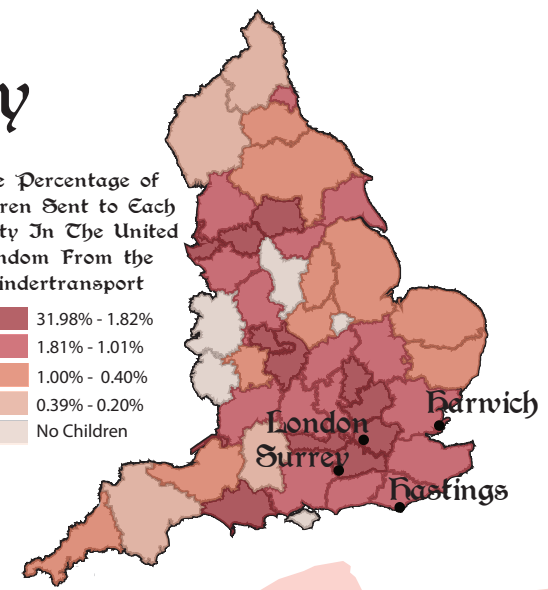 y
e Percentage of
ren Sent to Each
ty In The United
ndom From the
indertransport
31.98% - 1.82%
1.81% - 1.01%
1.00% - 0.40%
0.39% - 0.20%
No Children
Harwich
London
Surrey
Hastings